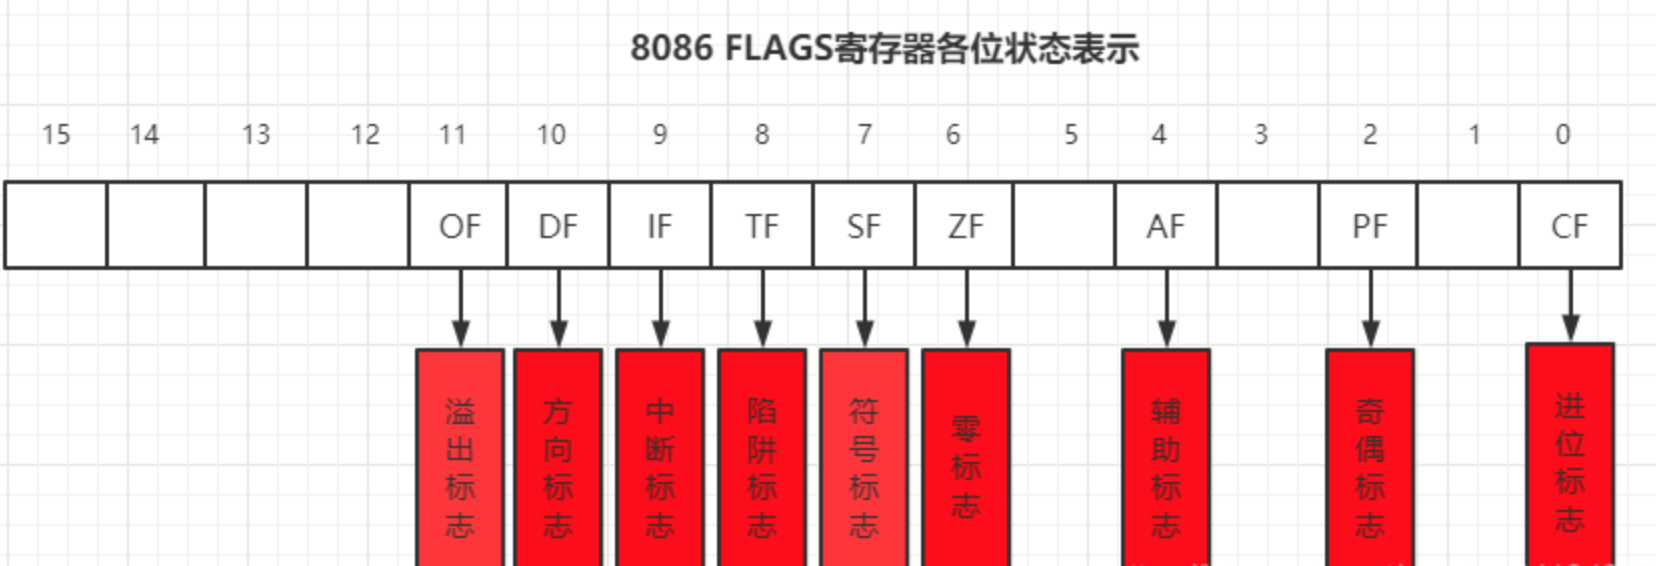 8086 FLAGS寄存器各位状态表示
15 14 13 12 11 10 9 8 7 6 5 4 3 2 1 0
OF DF IF TF SF ZF AF PF CF
溢出标志
方向标志
中断标志
陷阱标志
符号标志
零标志
辅助标志
奇偶标志
进位标志